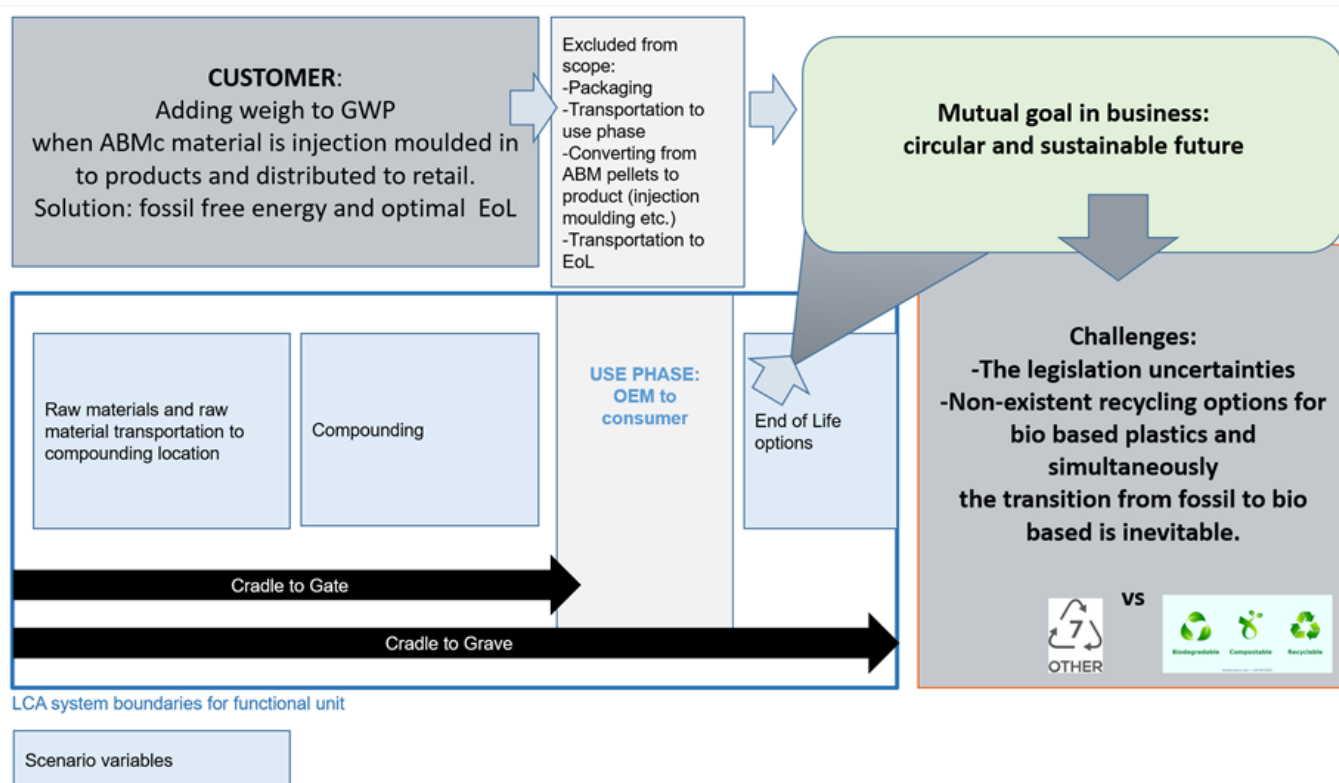 CUSTOMER:
Adding weigh to GWP
when ABMc material is injection moulded in
to products and distributed to retail.
Solution: fossil free energy and optimal EoL
Excluded from
scope:
-Packaging
-Transportation to
use phase
-Converting from
ABM pellets to
product (injection
moulding etc.)
-Transportation to
EoL
Mutual goal in business:
circular and sustainable future
Raw materials and raw
material transportation to
compounding location
Compounding
USE PHASE:
OEM to
consumer
End of Life
options
Challenges:
-The legislation uncertainties
-Non-existent recycling options for
bio based plastics and
simultaneously
the transition from fossil to bio
based is inevitable.
Cradle to Gate
Cradle to Grave
7
OTHER
vs
Biodegradable
Compostable
Recyclable
LCA system boundaries for functional unit
Scenario variables